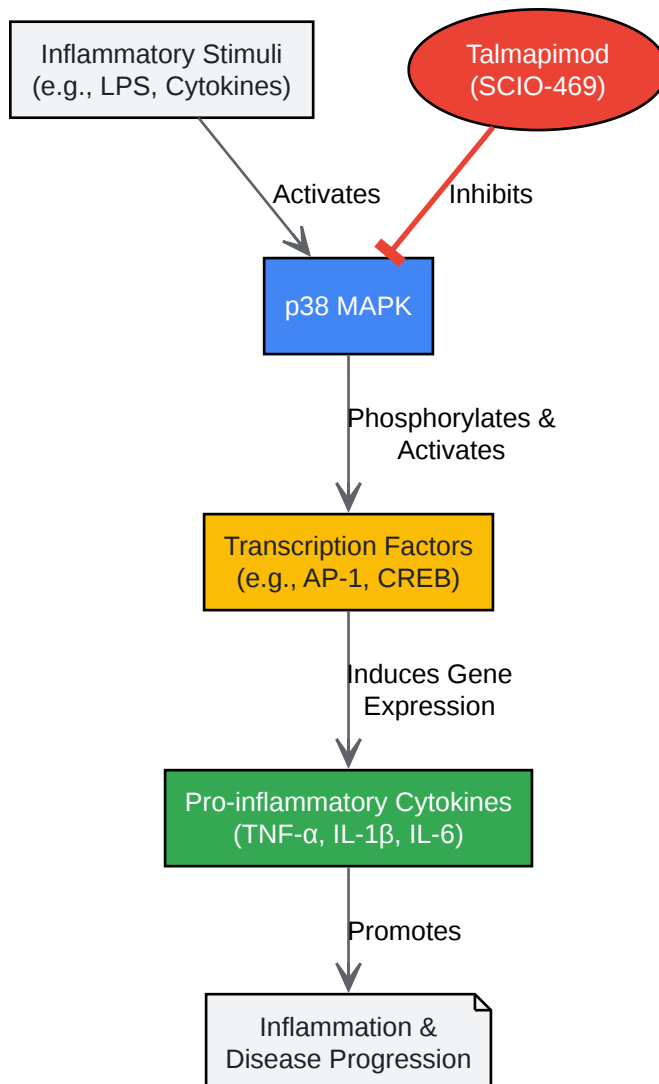 Inflammatory Stimuli
(e.g., LPS, Cytokines)
Talmapimod
(SCIO-469)
Activates
Inhibits
p38 MAPK
Phosphorylates &
Activates
Transcription Factors
(e.g., AP-1, CREB)
Induces Gene
Expression
Pro-inflammatory Cytokines
(TNF-α, IL-1β, IL-6)
Promotes
Inflammation &
Disease Progression